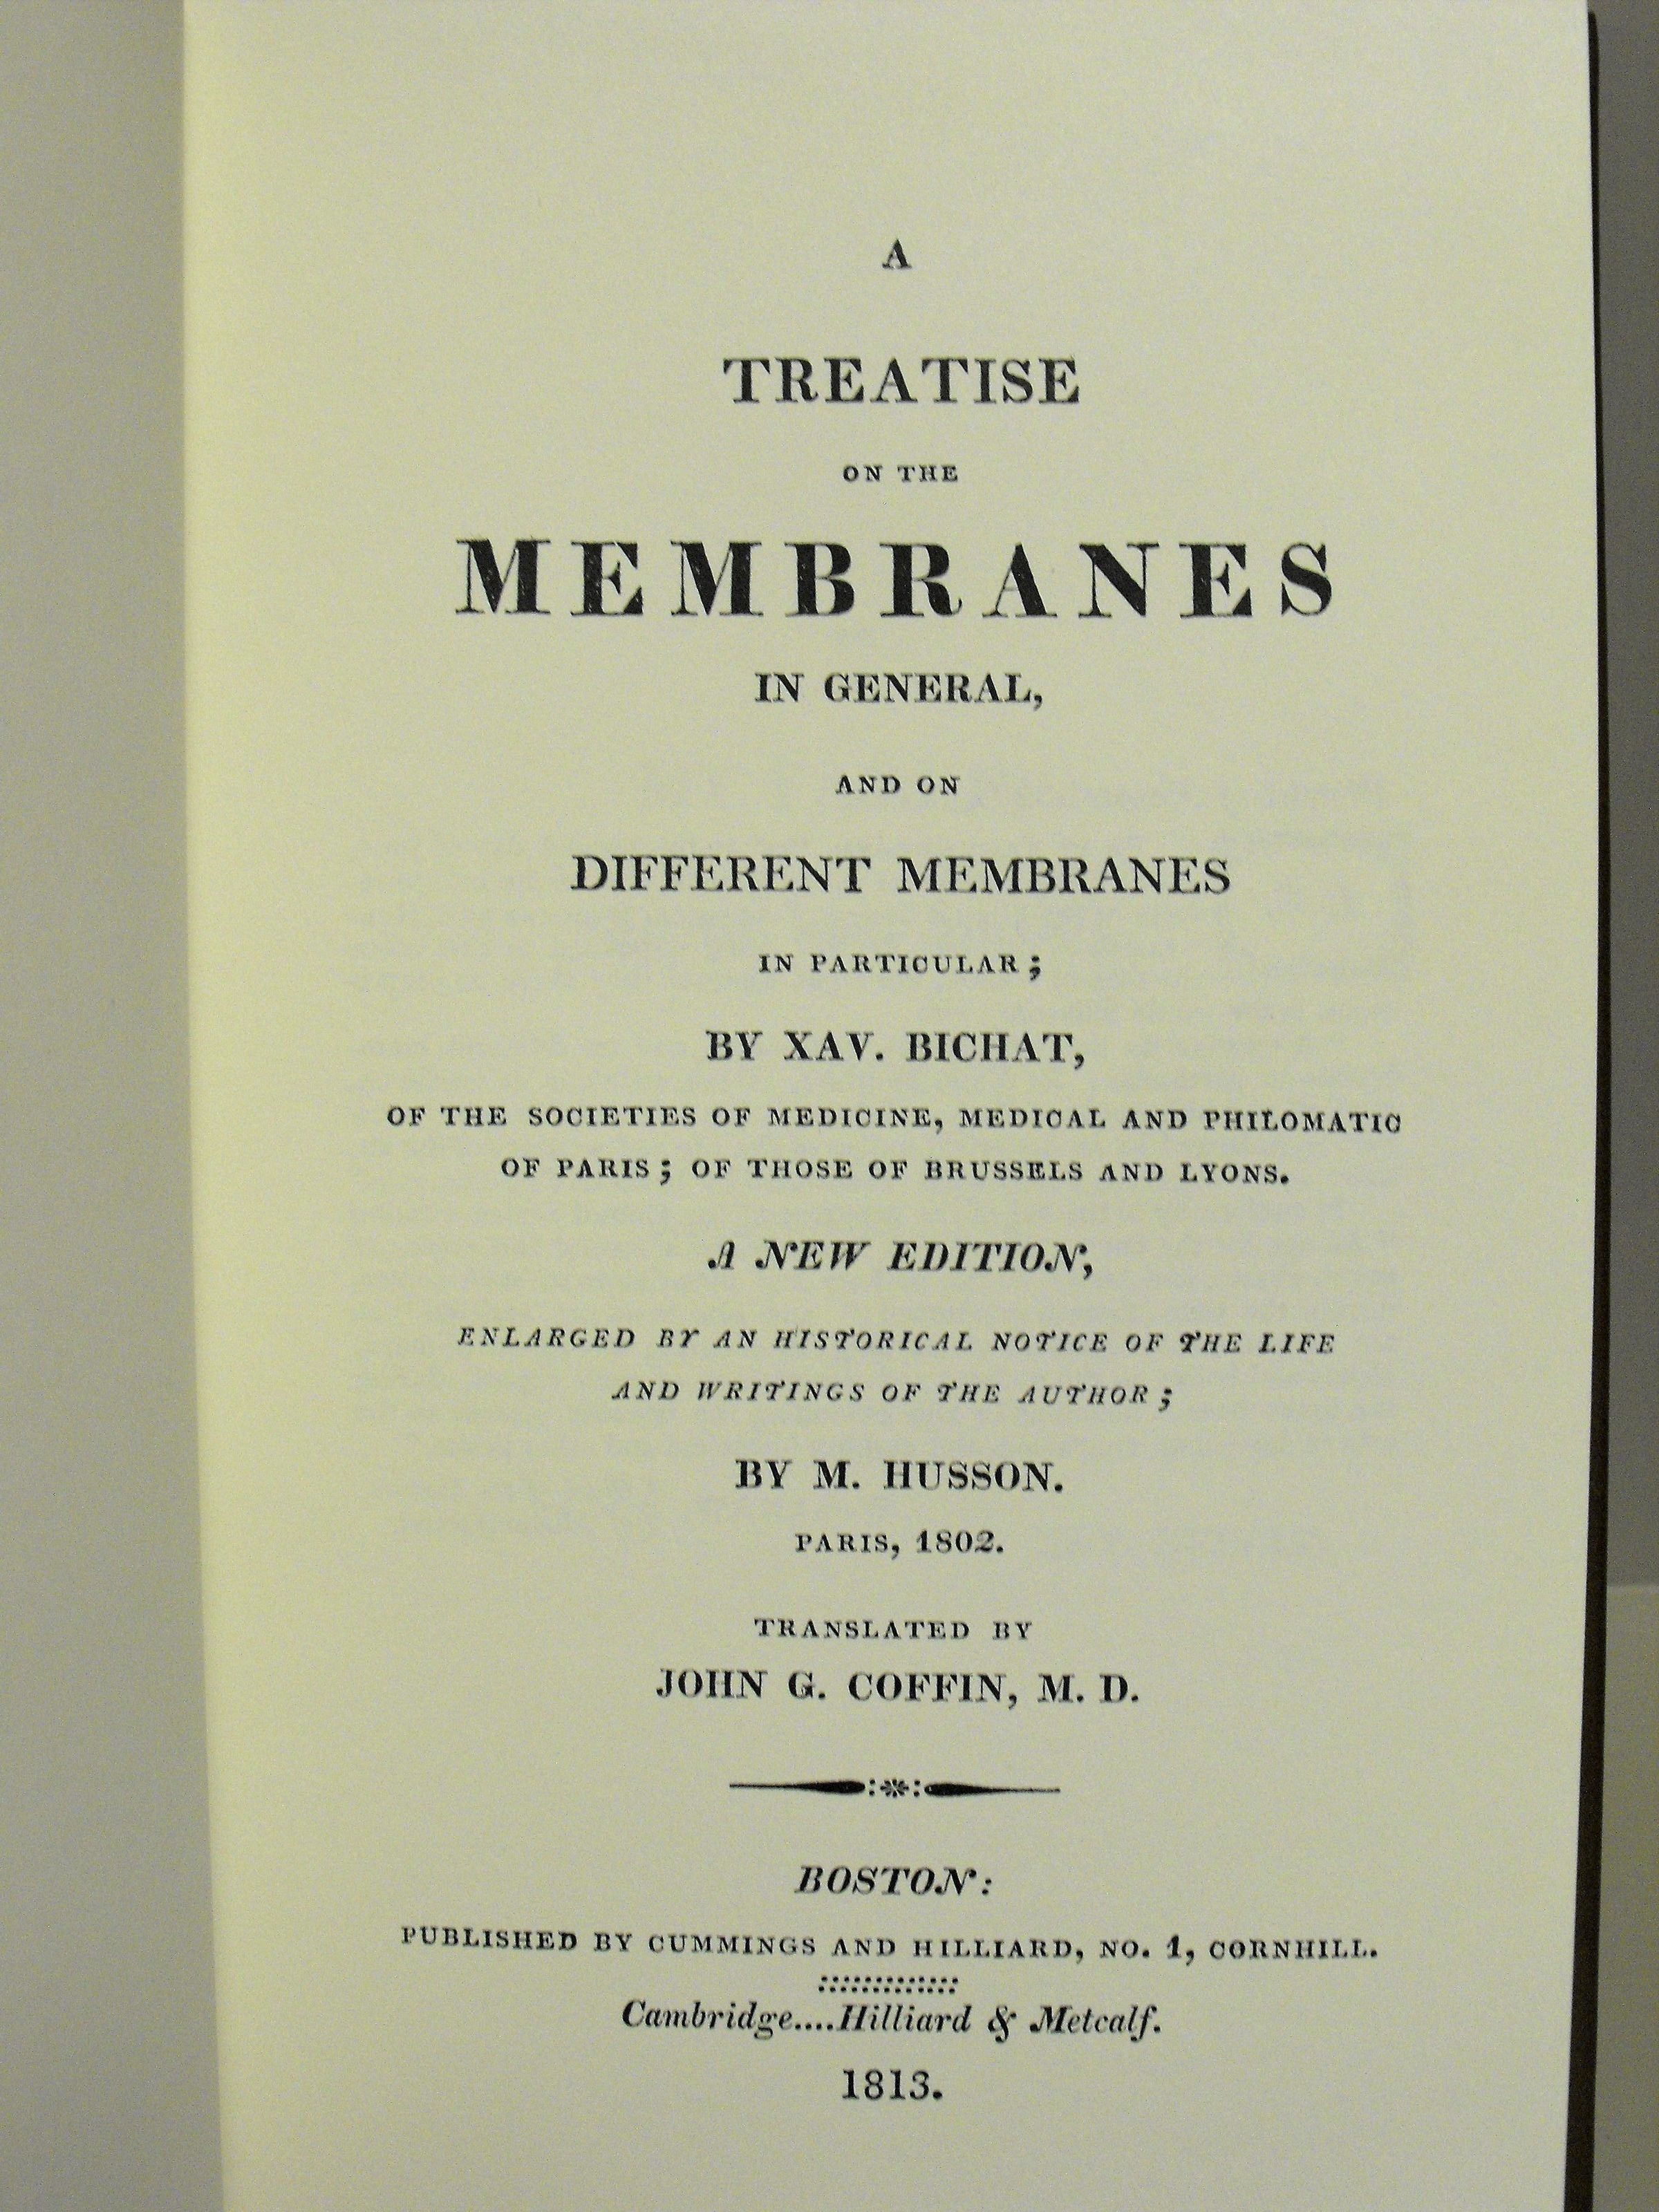 A
TREATISE
ON THE
MEMBRANES
IN GENERAL,
AND ON
DIFFERENT MEMBRANES
IN PARTICULAR;
BY XAV. BICHAT,
OF THE SOCIETIES OF MEDICINE, MEDICAL AND PHILOMATIC
OF PARIS; OF THOSE OF BRUSSELS AND LYONS.
A NEW EDITION,
ENLARGED BY AN HISTORICAL NOTICE OF THE LIFE
AND WRITINGS OF THE AUTHOR;
BY M. HUSSON.
PARIS, 1802.
TRANSLATED BY
JOHN G. COFFIN, M. D.
BOSTON:
PUBLISHED BY CUMMINGS AND HILLIARD, NO. 1, CORNHILL.
Cambridge....Hilliard & Metcalf.
1813.